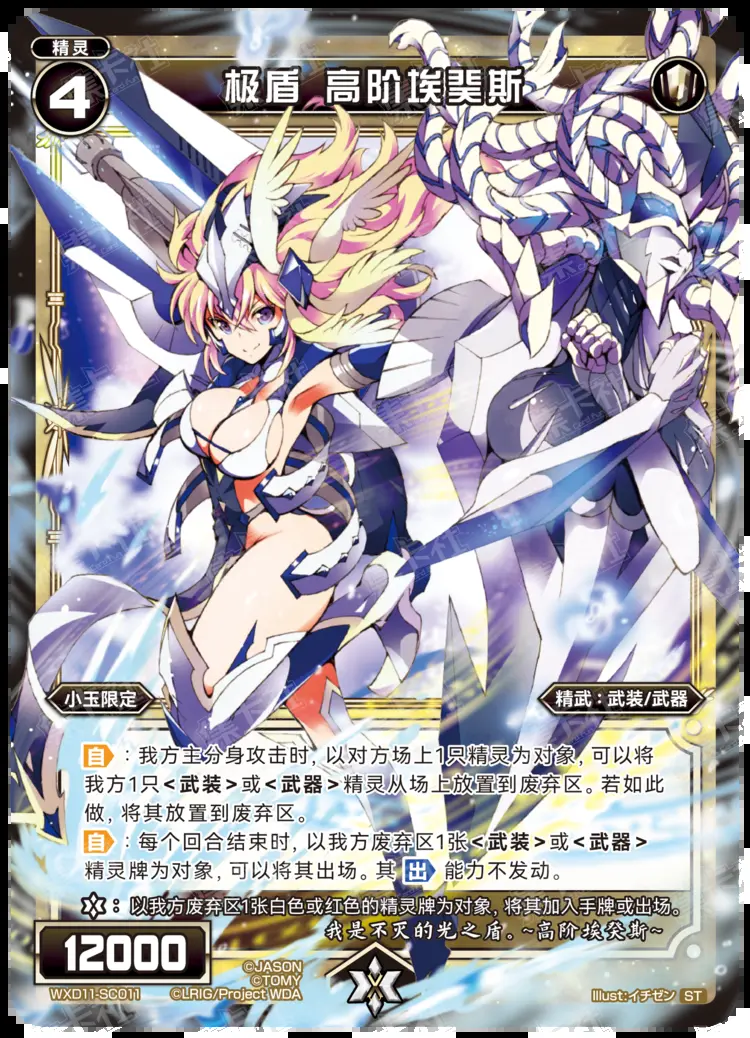 精灵
4
极盾 高阶埃癸斯
小玉限定
精武：武装/武器
自：我方主分身攻击时，以对方场上1只精灵为对象，可以将
我方1只<武装>或<武器>精灵从场上放置到废弃区。若如此
做，将其放置到废弃区。
自：每个回合结束时，以我方废弃区1张<武装>或<武器>
精灵牌为对象，可以将其出场。其 出 能力不发动。
：以我方废弃区1张白色或红色的精灵牌为对象，将其加入手牌或出场。
我是不灭的光之盾。~高阶埃癸斯~
12000
©JASON
©TOMY
WXD11-SC011 ©LRIG/Project WDA
Illust:イチゼン ST